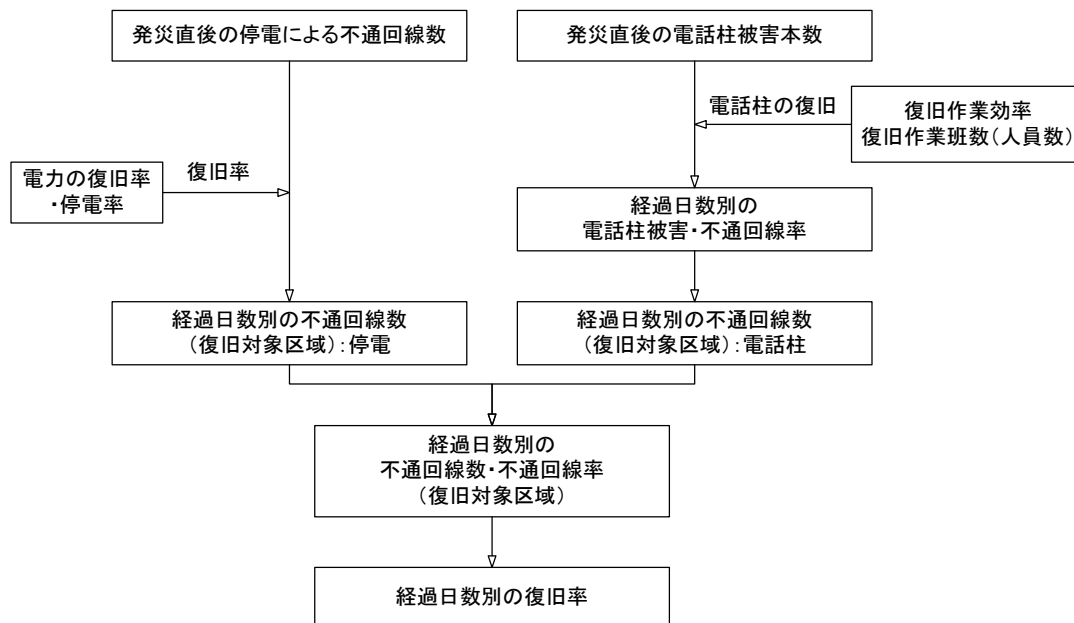 発災直後の停電による不通回線数
発災直後の電話柱被害本数
電話柱の復旧
復旧作業効率
復旧作業班数(人員数)
電力の復旧率
・停電率
復旧率
経過日数別の
電話柱被害・不通回線率
経過日数別の不通回線数
(復旧対象区域):停電
経過日数別の不通回線数
(復旧対象区域):電話柱
経過日数別の
不通回線数・不通回線率
(復旧対象区域)
経過日数別の復旧率